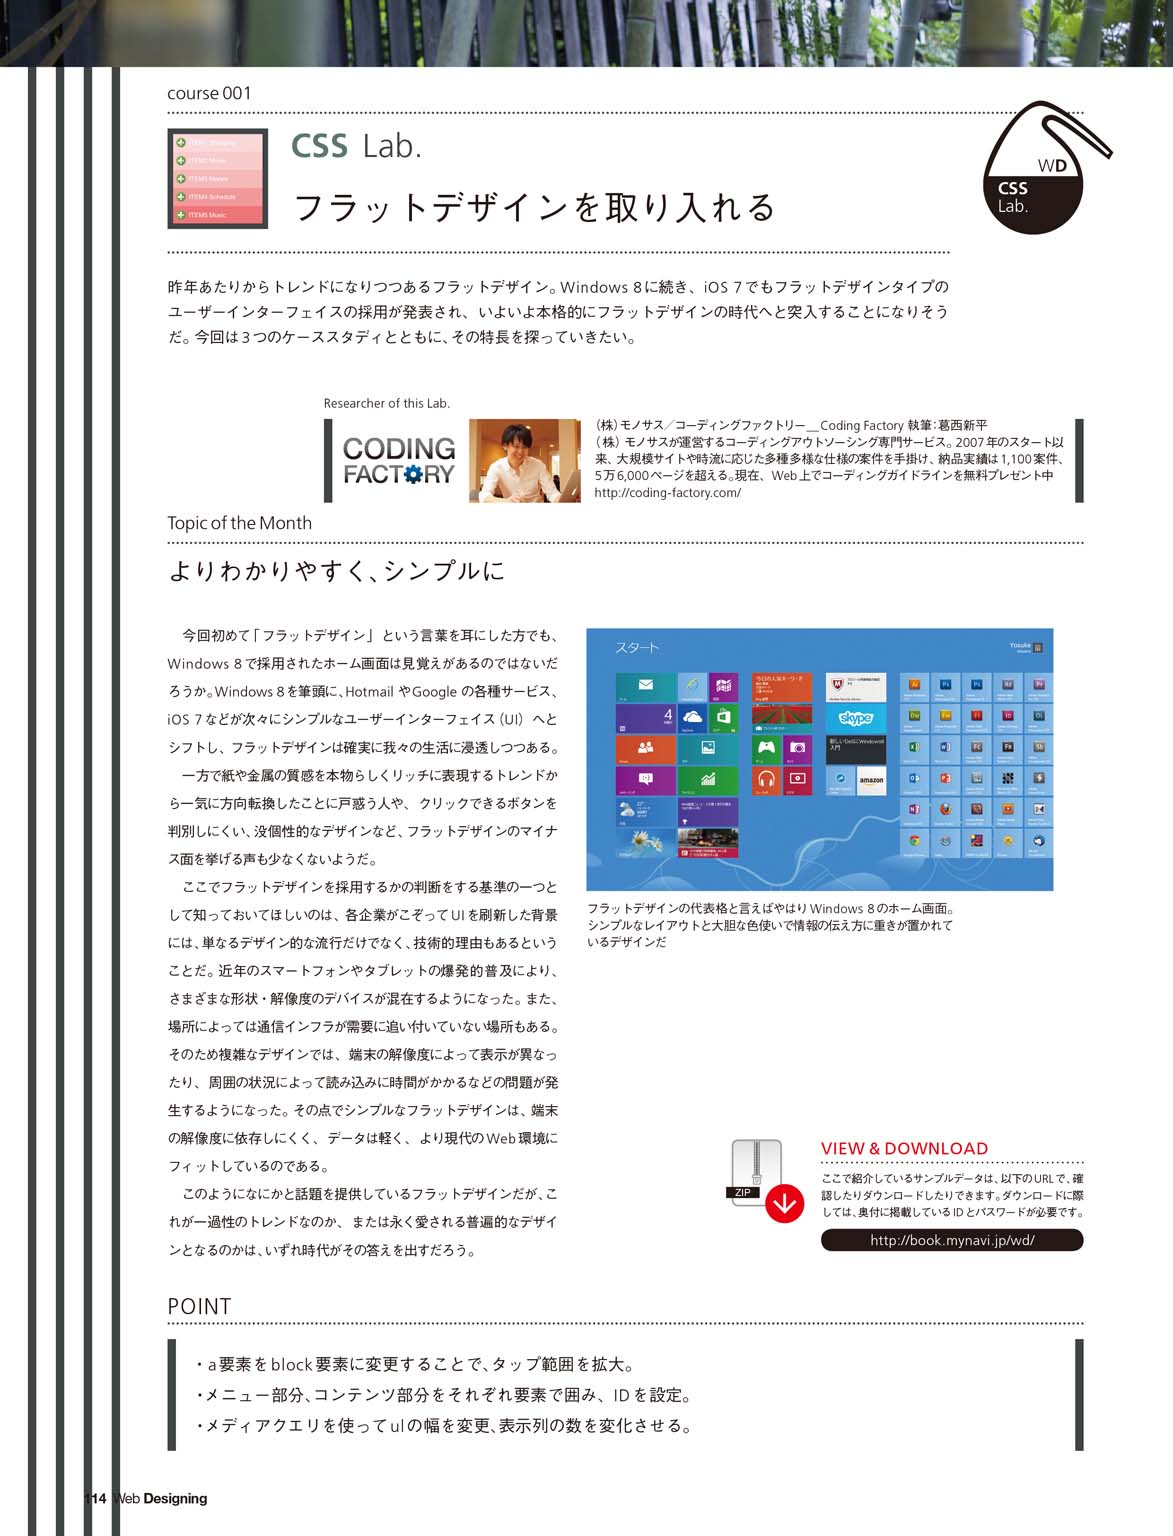 course 001
ITEM2 Movie
ITEM3 Money
ITEM4 Schedule
ITEM5 Music
CSS Lab.
フラットデザインを取り入れる
WD
CSS
Lab.
昨年あたりからトレンドになりつつあるフラットデザイン。Windows 8に続き、iOS 7でもフラットデザインタイプの
ユーザーインターフェイスの採用が発表され、いよいよ本格的にフラットデザインの時代へと突入することになりそう
だ。今回は3つのケーススタディとともに、その特長を探っていきたい。
Researcher of this Lab.
CODING
FACTORY
（株）モノサス／コーディングファクトリー＿Coding Factory 執筆：葛西新平
（株）モノサスが運営するコーディングアウトソーシング専門サービス。2007年のスタート以
来、大規模サイトや時流に応じた多種多様な仕様の案件を手掛け、納品実績は1,100案件、
5万6,000ページを超える。現在、Web上でコーディングガイドラインを無料プレゼント中
http://coding-factory.com/
Topic of the Month
よりわかりやすく、シンプルに
今回初めて「フラットデザイン」という言葉を耳にした方でも、
Windows 8で採用されたホーム画面は見覚えがあるのではないだ
ろうか。Windows 8を筆頭に、HotmailやGoogleの各種サービス、
iOS 7などが次々にシンプルなユーザーインターフェイス（UI）へと
シフトし、フラットデザインは確実に我々の生活に浸透しつつある。
一方で紙や金属の質感を本物らしくリッチに表現するトレンドか
ら一気に方向転換したことに戸惑う人や、クリックできるボタンを
判別しにくい、没個性的なデザインなど、フラットデザインのマイナ
ス面を挙げる声も少なくないようだ。
ここでフラットデザインを採用するかの判断をする基準の一つと
して知っておいてほしいのは、各企業がこぞってUIを刷新した背景
には、単なるデザイン的な流行だけでなく、技術的理由もあるという
ことだ。近年のスマートフォンやタブレットの爆発的普及により、
さまざまな形状・解像度のデバイスが混在するようになった。また、
場所によっては通信インフラが需要に追い付いていない場所もある。
そのため複雑なデザインでは、端末の解像度によって表示が異なっ
たり、周囲の状況によって読み込みに時間がかかるなどの問題が発
生するようになった。その点でシンプルなフラットデザインは、端末
の解像度に依存しにくく、データは軽く、より現代のWeb環境に
フィットしているのである。
このようになにかと話題を提供しているフラットデザインだが、こ
れが一過性のトレンドなのか、または永く愛される普遍的なデザイ
ンとなるのかは、いずれ時代がその答えを出すだろう。
スタート
Yosuke
4
skype
amazon
フラットデザインの代表格と言えばやはりWindows 8のホーム画面。
シンプルなレイアウトと大胆な色使いで情報の伝え方に重きが置かれて
いるデザインだ
ZIP
VIEW & DOWNLOAD
ここで紹介しているサンプルデータは、以下のURLで、確
認したりダウンロードしたりできます。ダウンロードに際
しては、奥付に掲載しているIDとパスワードが必要です。
http://book.mynavi.jp/wd/
POINT
・a要素をblock要素に変更することで、タップ範囲を拡大。
・メニュー部分、コンテンツ部分をそれぞれ要素で囲み、IDを設定。
・メディアクエリを使ってulの幅を変更、表示列の数を変化させる。
114 Web Designing